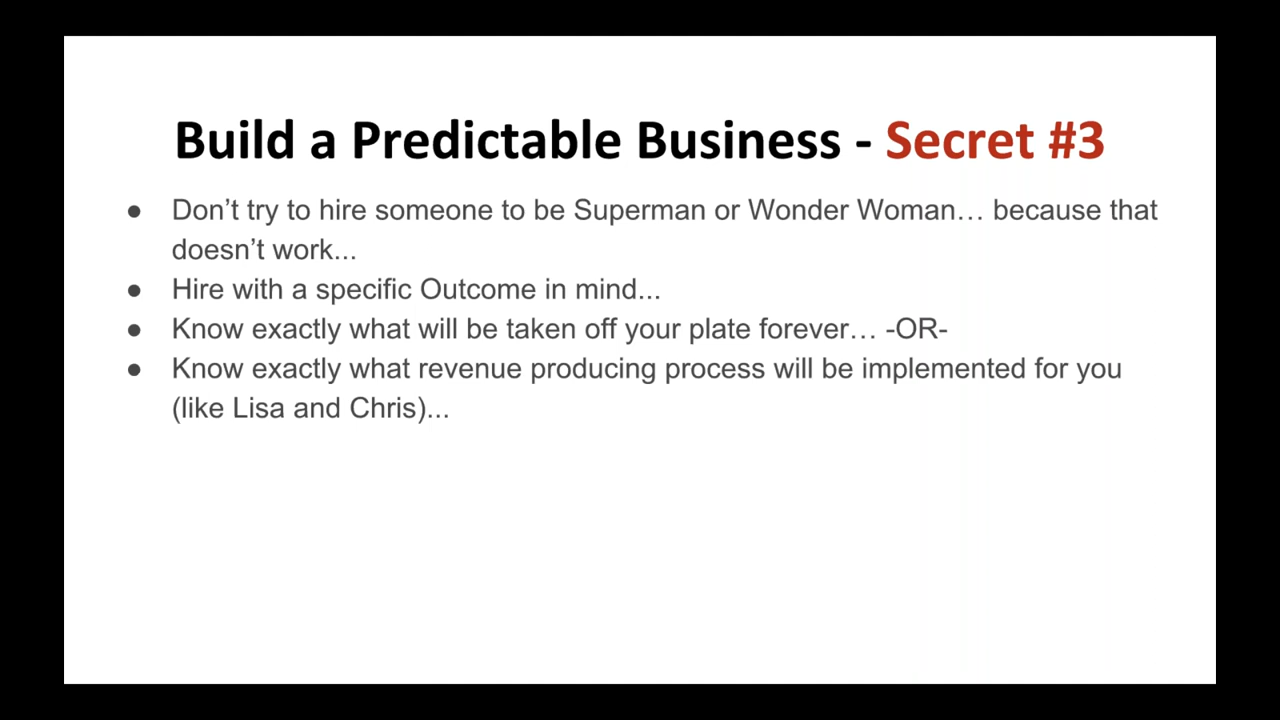 Build a Predictable Business - Secret #3
● Don’t try to hire someone to be Superman or Wonder Woman… because that
doesn’t work...
● Hire with a specific Outcome in mind...
● Know exactly what will be taken off your plate forever… -OR-
● Know exactly what revenue producing process will be implemented for you
(like Lisa and Chris)...